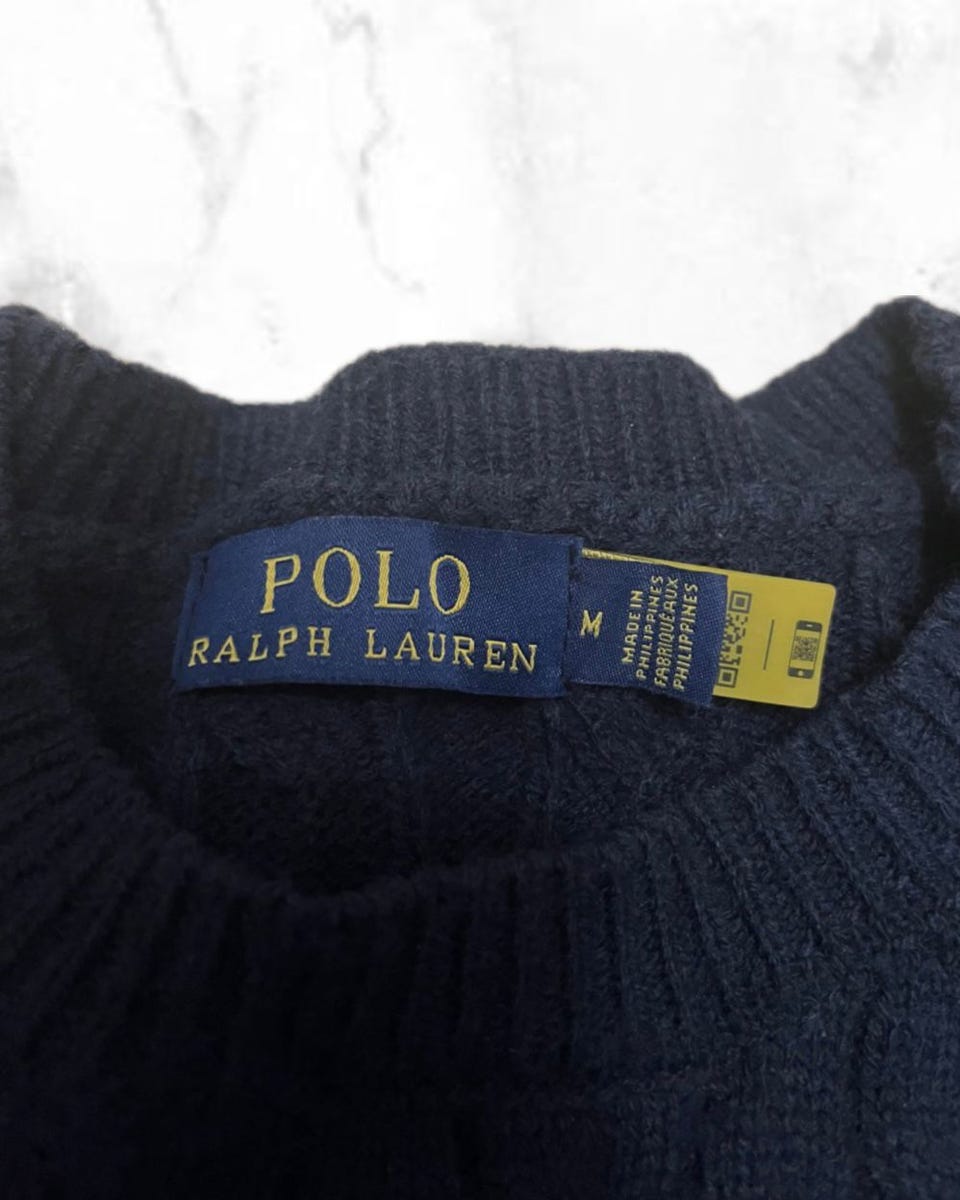 POLO
RALPH LAUREN
M
MADE IN
PHILIPPINES
FABRIQUÉ AUX
PHILIPPINES